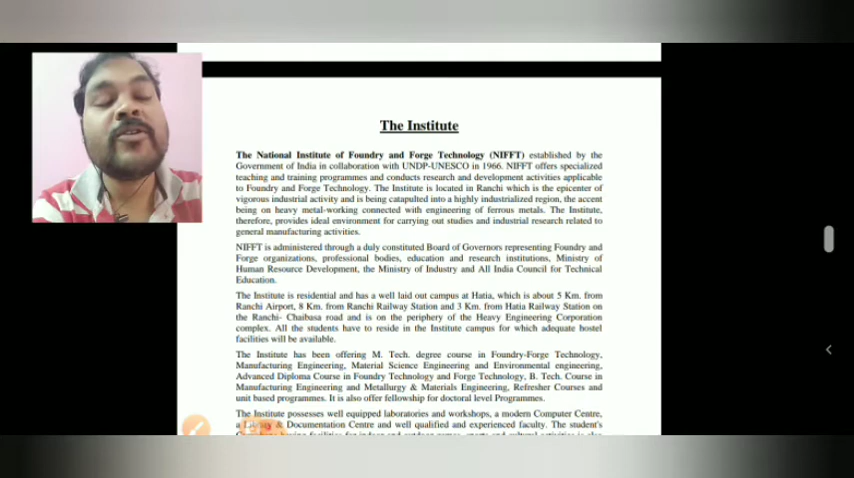 The Institute
The National Institute of Foundry and Forge Technology (NIFFT) established by the
Government of India in collaboration with UNDP-UNESCO in 1966. NIFFT offers specialized
teaching and training programmes and conducts research and development activities applicable
to Foundry and Forge Technology. The Institute is located in Ranchi which is the epicenter of
vigorous industrial activity and is being catapulted into a highly industrialized region, the accent
being on heavy metal-working connected with engineering of ferrous metals. The Institute,
therefore, provides ideal environment for carrying out studies and industrial research related to
general manufacturing activities.
NIFFT is administered through a duly constituted Board of Governors representing Foundry and
Forge organizations, professional bodies, education and research institutions, Ministry of
Human Resource Development, the Ministry of Industry and All India Council for Technical
Education.
The Institute is residential and has a well laid out campus at Hatia, which is about 5 Km. from
Ranchi Airport, 8 Km. from Ranchi Railway Station and 3 Km. from Hatia Railway Station on
the Ranchi- Chaibasa road and is on the periphery of the Heavy Engineering Corporation
complex. All the students have to reside in the Institute campus for which adequate hostel
facilities will be available.
The Institute has been offering M. Tech. degree course in Foundry-Forge Technology,
Manufacturing Engineering, Material Science Engineering and Environmental engineering,
Advanced Diploma Course in Foundry Technology and Forge Technology, B. Tech. Course in
Manufacturing Engineering and Metallurgy & Materials Engineering, Refresher Courses and
unit based programmes. It is also offer fellowship for doctoral level Programmes.
The Institute possesses well equipped laboratories and workshops, a modern Computer Centre,
a & Documentation Centre and well qualified and experienced faculty. The student's